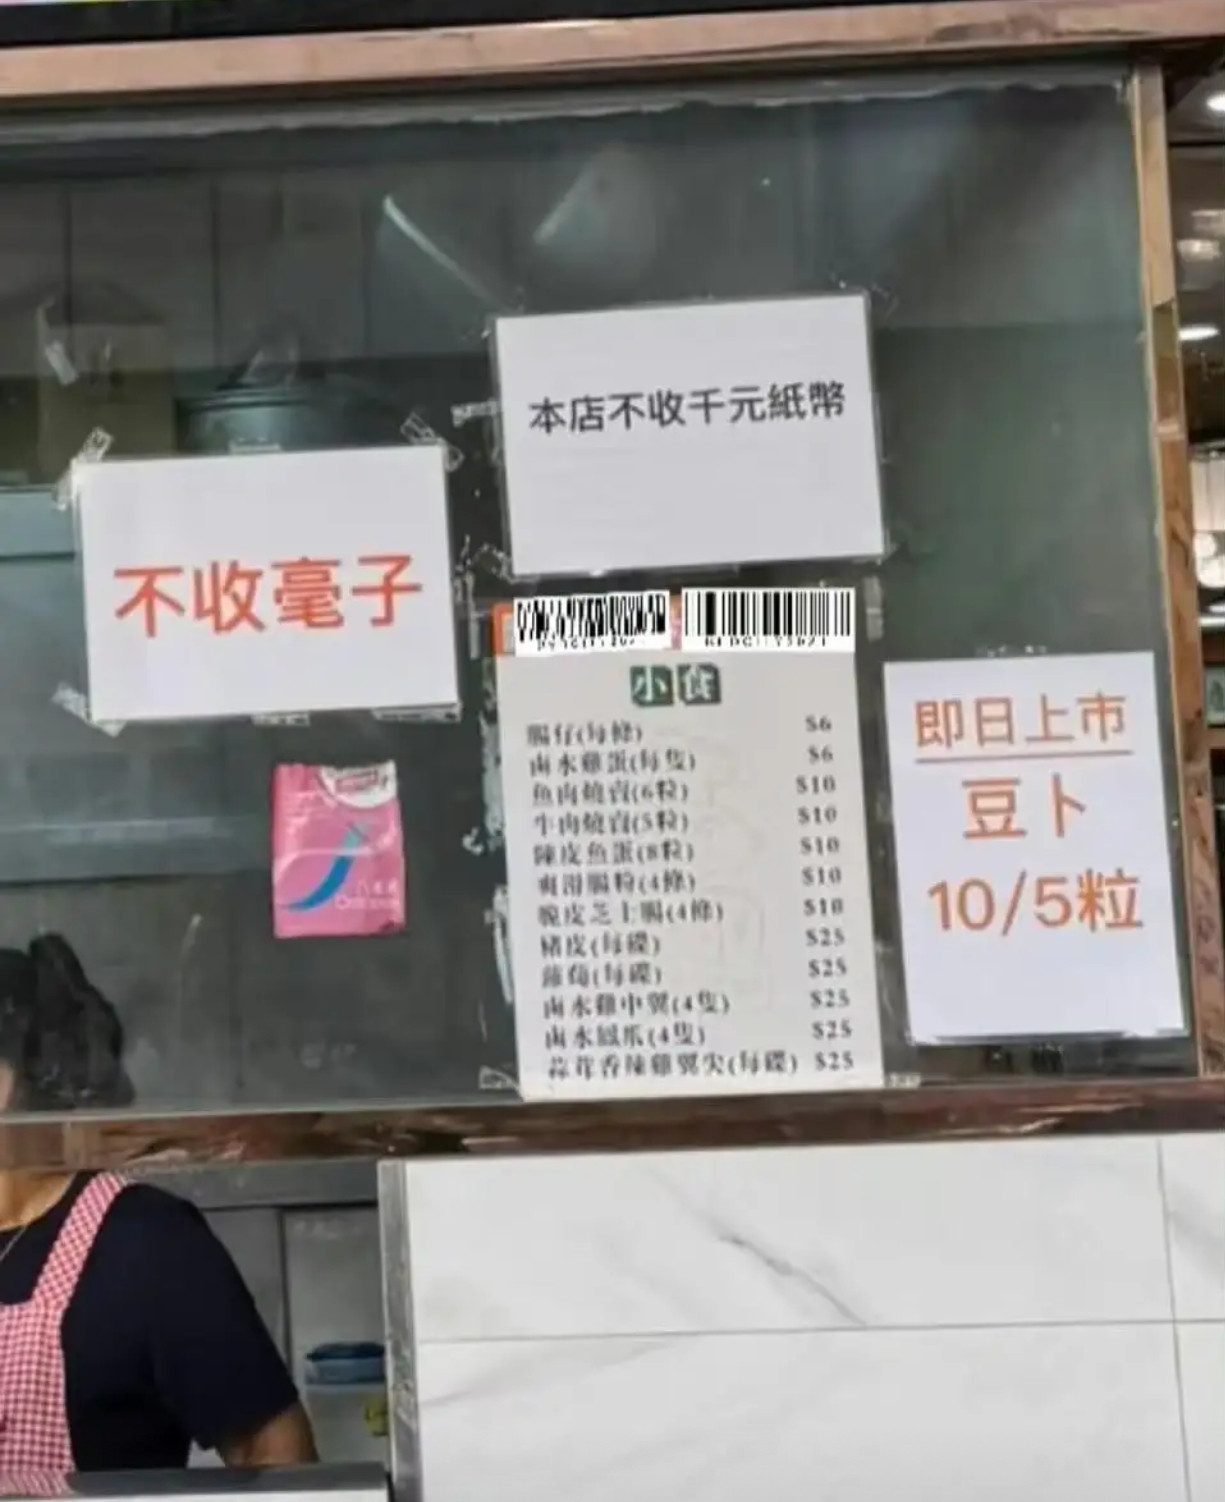 本店不收千元紙幣
不收毫子
小食
腸仔(每條) $6
鹵水雞蛋(每隻) $6
魚肉燒賣(6粒) $10
牛肉燒賣(5粒) $10
陳皮魚蛋(8粒) $10
爽滑腸粉(4條) $10
脆皮芝士腸(4條) $10
豬皮(每碟) $25
蘿蔔(每碟) $25
鹵水雞中翼(4隻) $25
鹵水鳳爪(4隻) $25
蒜茸香辣雞翼尖(每碟) $25
即日上市
豆卜
10/5粒